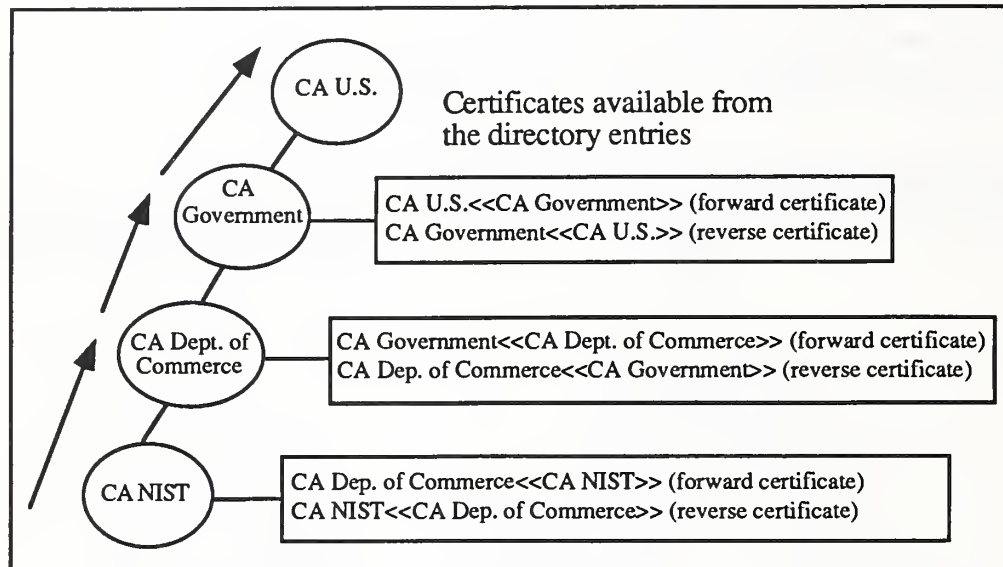 CA U.S.
Certificates available from
the directory entries
CA
Government
CA U.S.<<CA Government>> (forward certificate)
CA Government<<CA U.S.>> (reverse certificate)
CA Dept. of
Commerce
CA Government<<CA Dept. of Commerce>> (forward certificate)
CA Dep. of Commerce<<CA Government>> (reverse certificate)
CA NIST
CA Dep. of Commerce<<CA NIST>> (forward certificate)
CA NIST<<CA Dep. of Commerce>> (reverse certificate)